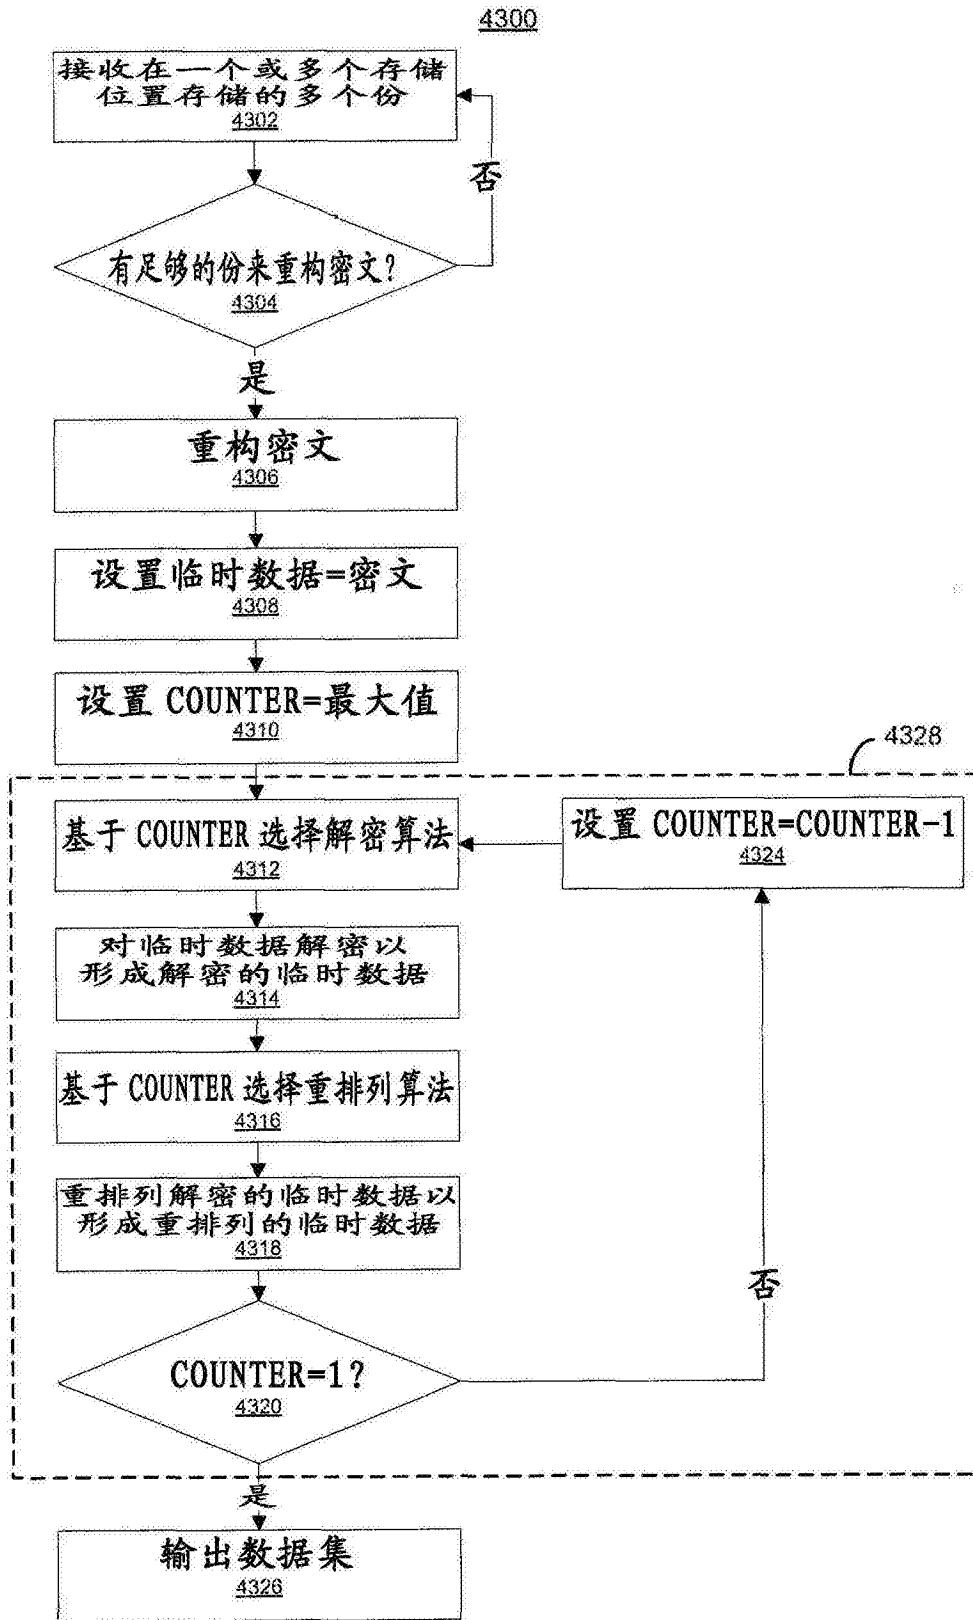 4300
接收在一个或多个存储
位置存储的多个份
4302
否
有足够的份来重构密文?
4304
是
重构密文
4306
设置临时数据=密文
4308
设置 COUNTER=最大值
4310
4328
基于 COUNTER 选择解密算法
4312
设置 COUNTER=COUNTER-1
4324
对临时数据解密以
形成解密的临时数据
4314
基于 COUNTER 选择重排列算法
4316
重排列解密的临时数据以
形成重排列的临时数据
4318
否
COUNTER=1?
4320
是
输出数据集
4326